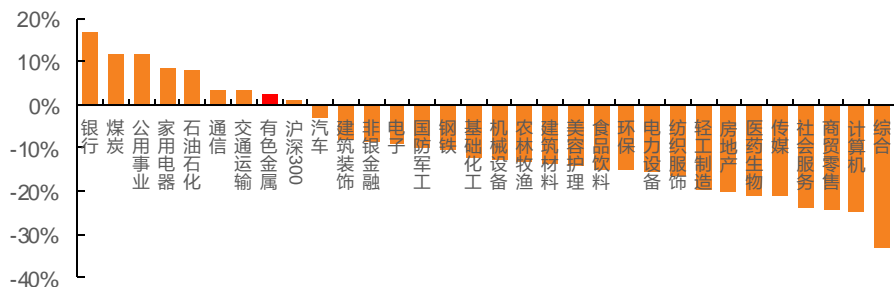 20%
10%
0%
-10%
-20%
-30%
-40%
银行
煤炭
公用事业
家用电器
石油石化
通信
交通运输
有色金属
沪深300
汽车
建筑装饰
非银金融
电子
国防军工
钢铁
基础化工
机械设备
农林牧渔
建筑材料
美容护理
食品饮料
环保
电力设备
纺织服饰
轻工制造
房地产
医药生物
传媒
社会服务
商贸零售
计算机
综合